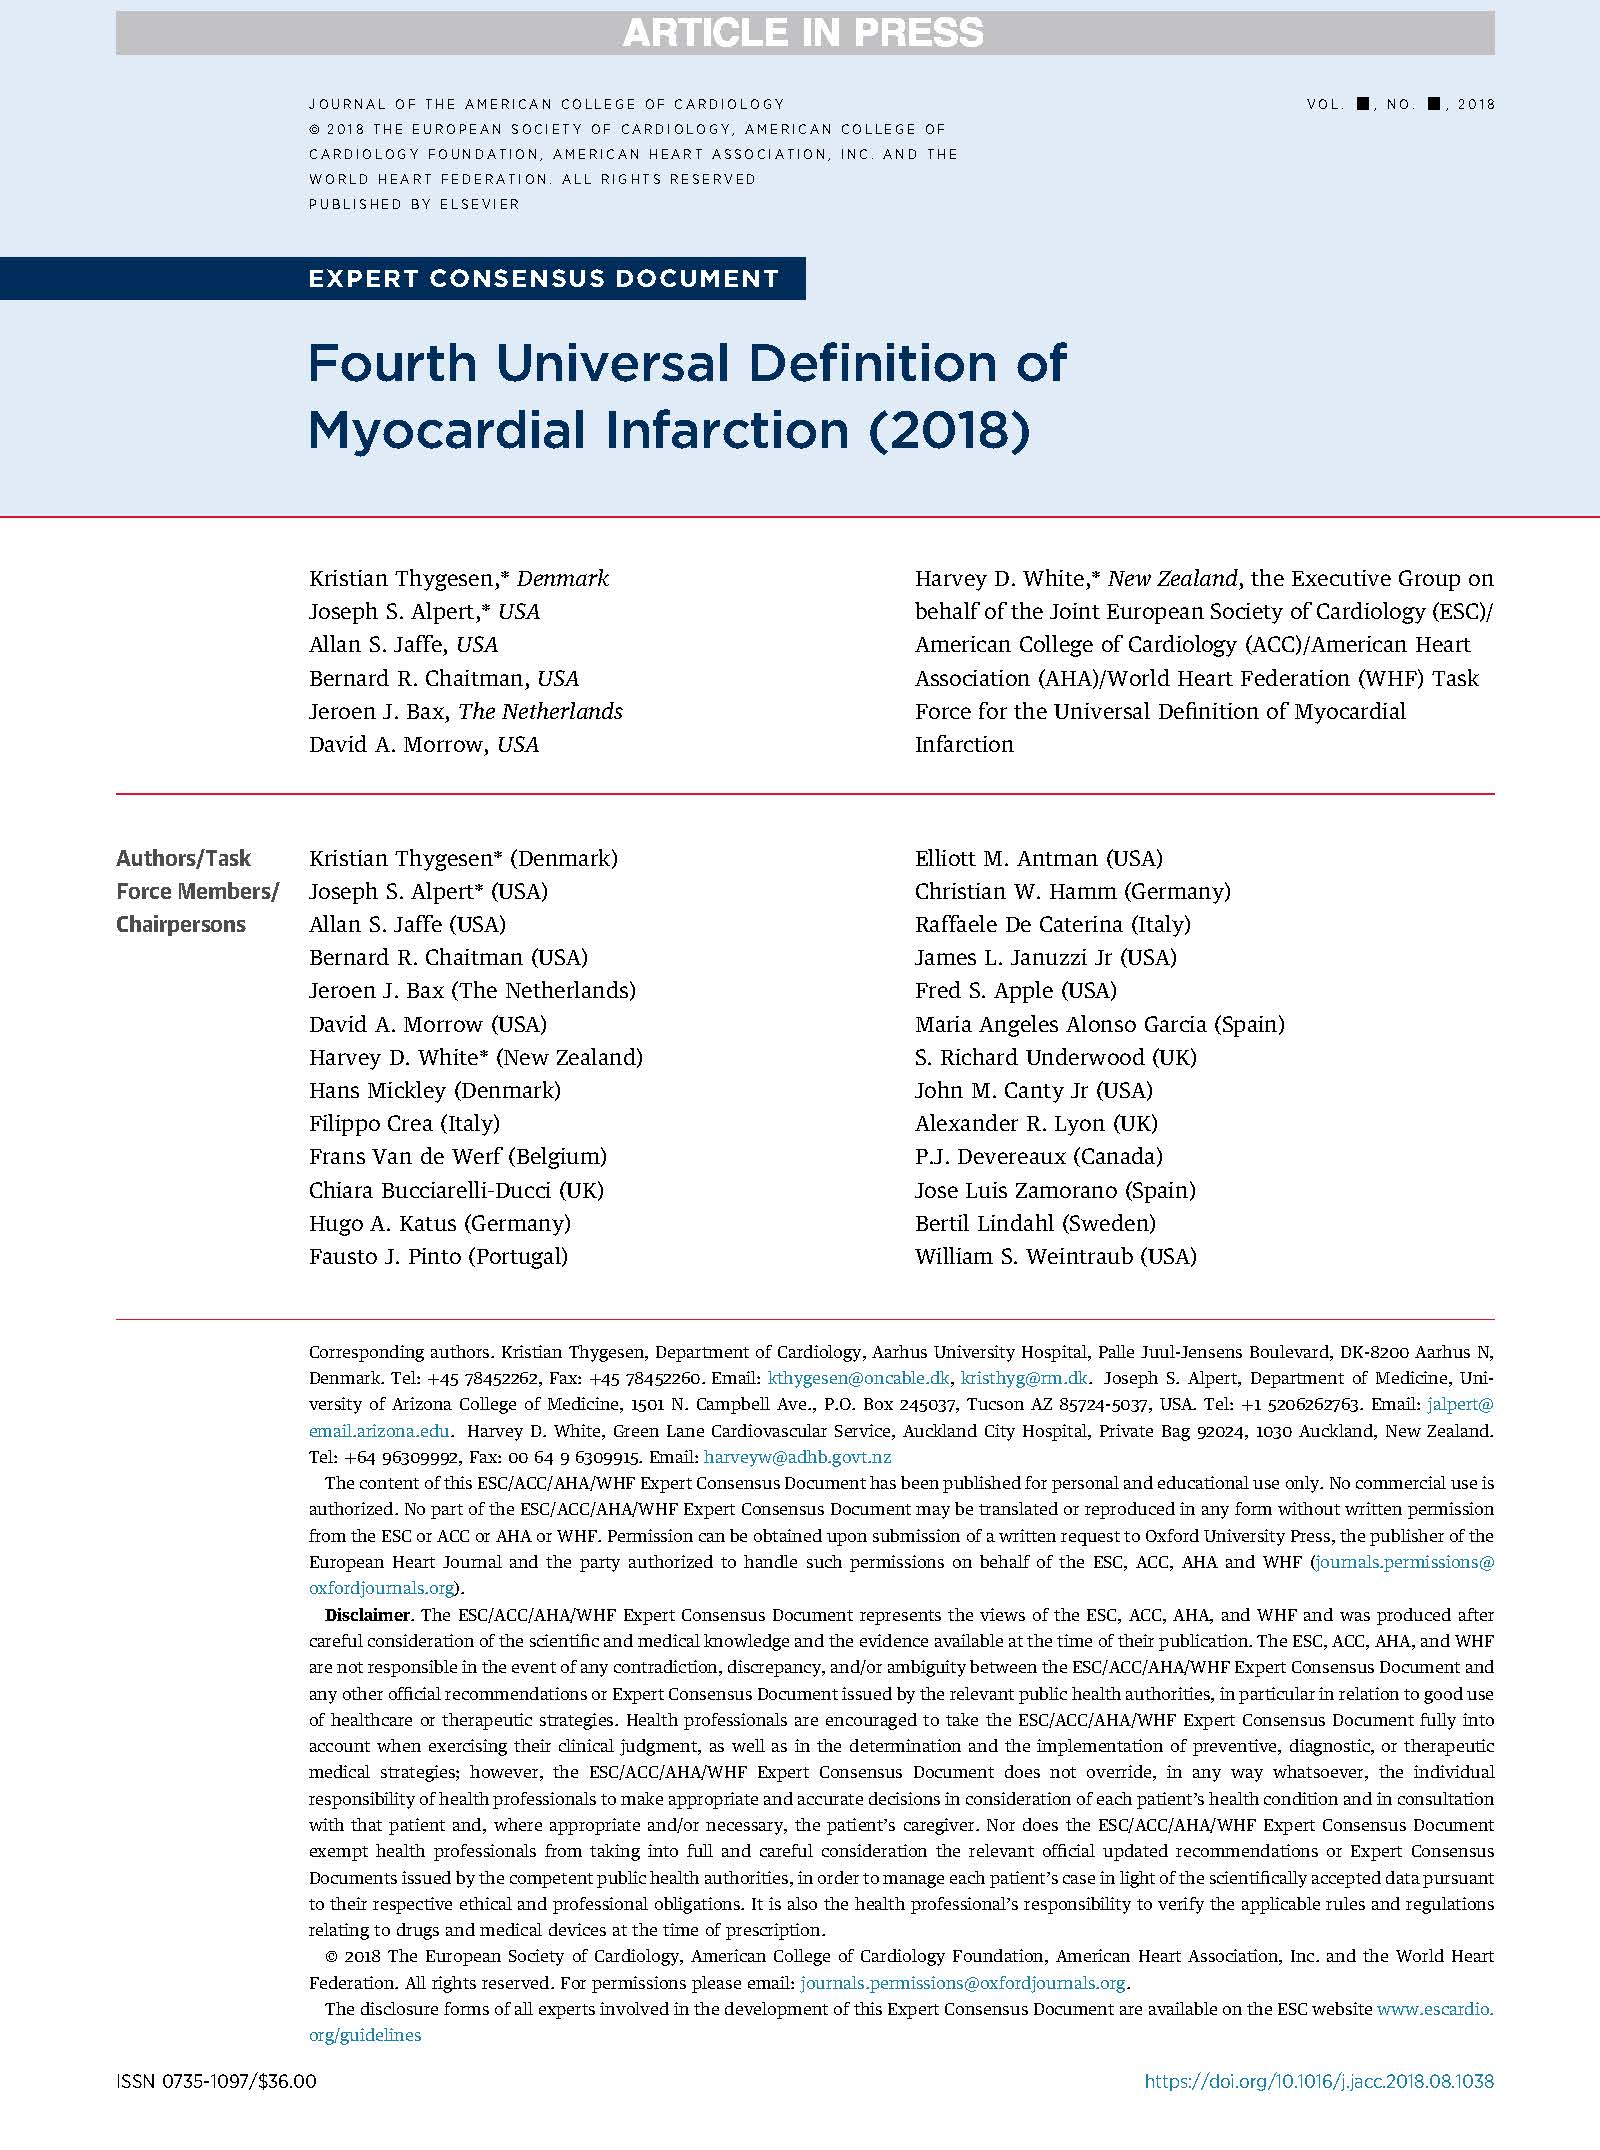 ARTICLE IN PRESS
JOURNAL OF THE AMERICAN COLLEGE OF CARDIOLOGY
VOL. ■, NO. ■, 2018
© 2018 THE EUROPEAN SOCIETY OF CARDIOLOGY, AMERICAN COLLEGE OF
CARDIOLOGY FOUNDATION, AMERICAN HEART ASSOCIATION, INC. AND THE
WORLD HEART FEDERATION. ALL RIGHTS RESERVED
PUBLISHED BY ELSEVIER
EXPERT CONSENSUS DOCUMENT
Fourth Universal Definition of
Myocardial Infarction (2018)
Kristian Thygesen,* Denmark
Joseph S. Alpert,* USA
Allan S. Jaffe, USA
Bernard R. Chaitman, USA
Jeroen J. Bax, The Netherlands
David A. Morrow, USA
Harvey D. White,* New Zealand, the Executive Group on
behalf of the Joint European Society of Cardiology (ESC)/
American College of Cardiology (ACC)/American Heart
Association (AHA)/World Heart Federation (WHF) Task
Force for the Universal Definition of Myocardial
Infarction
Authors/Task
Force Members/
Chairpersons
Kristian Thygesen* (Denmark)
Joseph S. Alpert* (USA)
Allan S. Jaffe (USA)
Bernard R. Chaitman (USA)
Jeroen J. Bax (The Netherlands)
David A. Morrow (USA)
Harvey D. White* (New Zealand)
Hans Mickley (Denmark)
Filippo Crea (Italy)
Frans Van de Werf (Belgium)
Chiara Bucciarelli-Ducci (UK)
Hugo A. Katus (Germany)
Fausto J. Pinto (Portugal)
Elliott M. Antman (USA)
Christian W. Hamm (Germany)
Raffaele De Caterina (Italy)
James L. Januzzi Jr (USA)
Fred S. Apple (USA)
Maria Angeles Alonso Garcia (Spain)
S. Richard Underwood (UK)
John M. Canty Jr (USA)
Alexander R. Lyon (UK)
P.J. Devereaux (Canada)
Jose Luis Zamorano (Spain)
Bertil Lindahl (Sweden)
William S. Weintraub (USA)
Corresponding authors. Kristian Thygesen, Department of Cardiology, Aarhus University Hospital, Palle Juul-Jensens Boulevard, DK-8200 Aarhus N,
Denmark. Tel: +45 78452262, Fax: +45 78452260. Email: kthygesen@oncable.dk, kristhyg@rm.dk. Joseph S. Alpert, Department of Medicine, Uni-
versity of Arizona College of Medicine, 1501 N. Campbell Ave., P.O. Box 245037, Tucson AZ 85724-5037, USA. Tel: +1 5206262763. Email: jalpert@
email.arizona.edu. Harvey D. White, Green Lane Cardiovascular Service, Auckland City Hospital, Private Bag 92024, 1030 Auckland, New Zealand.
Tel: +64 96309992, Fax: 00 64 9 6309915. Email: harveyw@adhb.govt.nz
The content of this ESC/ACC/AHA/WHF Expert Consensus Document has been published for personal and educational use only. No commercial use is
authorized. No part of the ESC/ACC/AHA/WHF Expert Consensus Document may be translated or reproduced in any form without written permission
from the ESC or ACC or AHA or WHF. Permission can be obtained upon submission of a written request to Oxford University Press, the publisher of the
European Heart Journal and the party authorized to handle such permissions on behalf of the ESC, ACC, AHA and WHF (journals.permissions@
oxfordjournals.org).
Disclaimer. The ESC/ACC/AHA/WHF Expert Consensus Document represents the views of the ESC, ACC, AHA, and WHF and was produced after
careful consideration of the scientific and medical knowledge and the evidence available at the time of their publication. The ESC, ACC, AHA, and WHF
are not responsible in the event of any contradiction, discrepancy, and/or ambiguity between the ESC/ACC/AHA/WHF Expert Consensus Document and
any other official recommendations or Expert Consensus Document issued by the relevant public health authorities, in particular in relation to good use
of healthcare or therapeutic strategies. Health professionals are encouraged to take the ESC/ACC/AHA/WHF Expert Consensus Document fully into
account when exercising their clinical judgment, as well as in the determination and the implementation of preventive, diagnostic, or therapeutic
medical strategies; however, the ESC/ACC/AHA/WHF Expert Consensus Document does not override, in any way whatsoever, the individual
responsibility of health professionals to make appropriate and accurate decisions in consideration of each patient's health condition and in consultation
with that patient and, where appropriate and/or necessary, the patient's caregiver. Nor does the ESC/ACC/AHA/WHF Expert Consensus Document
exempt health professionals from taking into full and careful consideration the relevant official updated recommendations or Expert Consensus
Documents issued by the competent public health authorities, in order to manage each patient's case in light of the scientifically accepted data pursuant
to their respective ethical and professional obligations. It is also the health professional's responsibility to verify the applicable rules and regulations
relating to drugs and medical devices at the time of prescription.
© 2018 The European Society of Cardiology, American College of Cardiology Foundation, American Heart Association, Inc. and the World Heart
Federation. All rights reserved. For permissions please email: journals.permissions@oxfordjournals.org.
The disclosure forms of all experts involved in the development of this Expert Consensus Document are available on the ESC website www.escardio.
org/guidelines
ISSN 0735-1097/$36.00
https://doi.org/10.1016/j.jacc.2018.08.1038